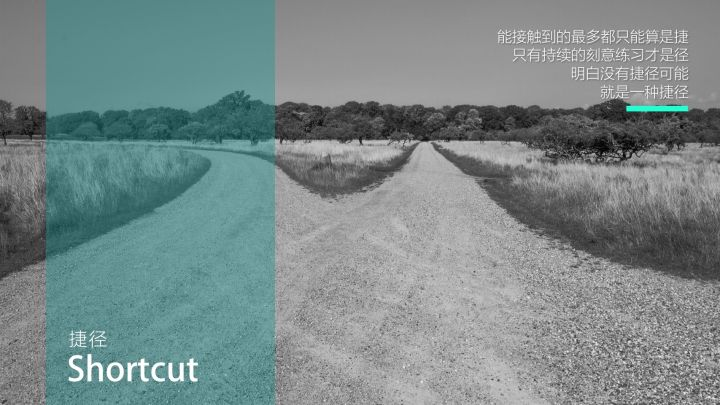 能接触到的最多都只能算是捷
只有持续的刻意练习才是径
明白没有捷径可能
就是一种捷径
捷径
Shortcut